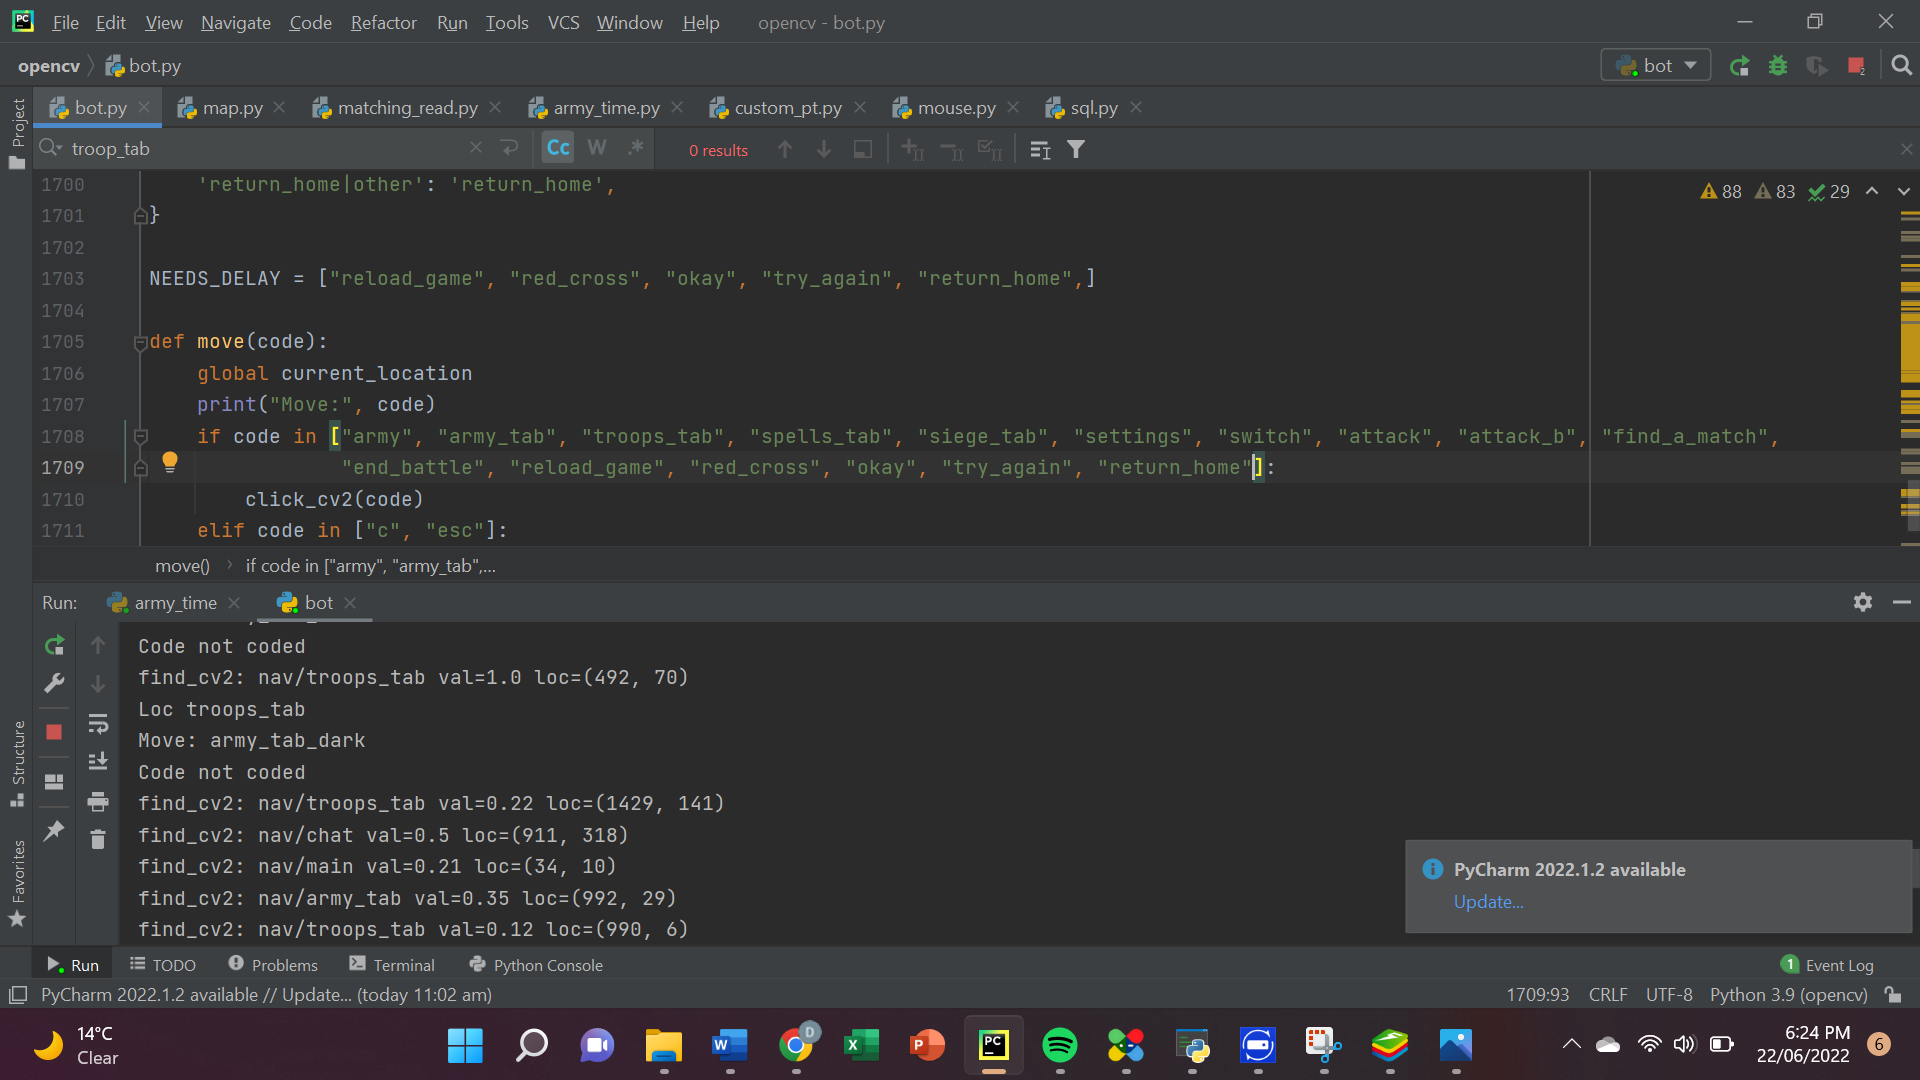 File Edit View Navigate Code Refactor Run Tools VCS Window Help opencv - bot.py
opencv bot.py bot
bot.py map.py matching_read.py army_time.py custom_pt.py mouse.py sql.py
troop_tab Cc W .* 0 results
1700 'return_home|other': 'return_home',
88 83 29
1701 }
1702
1703 NEEDS_DELAY = ["reload_game", "red_cross", "okay", "try_again", "return_home",]
1704
1705 def move(code):
1706 global current_location
1707 print("Move:", code)
1708 if code in ["army", "army_tab", "troops_tab", "spells_tab", "siege_tab", "settings", "switch", "attack", "attack_b", "find_a_match",
1709 "end_battle", "reload_game", "red_cross", "okay", "try_again", "return_home"]:
1710 click_cv2(code)
1711 elif code in ["c", "esc"]:
move() if code in ["army", "army_tab",...
Project
Structure
Favorites
Run: army_time bot
Code not coded
find_cv2: nav/troops_tab val=1.0 loc=(492, 70)
Loc troops_tab
Move: army_tab_dark
Code not coded
find_cv2: nav/troops_tab val=0.22 loc=(1429, 141)
find_cv2: nav/chat val=0.5 loc=(911, 318)
find_cv2: nav/main val=0.21 loc=(34, 10)
find_cv2: nav/army_tab val=0.35 loc=(992, 29)
find_cv2: nav/troops_tab val=0.12 loc=(990, 6)
PyCharm 2022.1.2 available
Update...
Run TODO Problems Terminal Python Console 1 Event Log
PyCharm 2022.1.2 available // Update... (today 11:02 am) 1709:93 CRLF UTF-8 Python 3.9 (opencv)
14°C
Clear
6:24 PM
22/06/2022
6